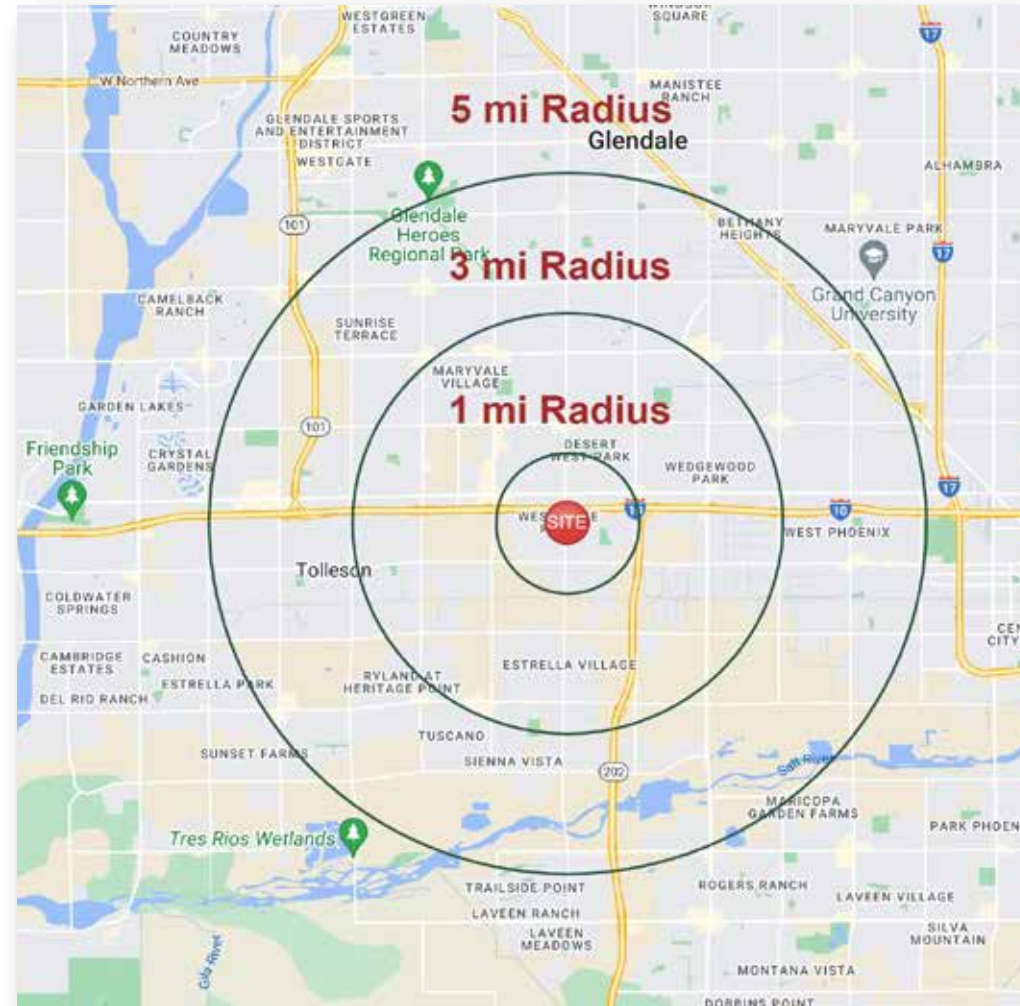 SQUARE
WESTGREEN
ESTATES
COUNTRY
MEADOWS
17
W Northern Ave
MANISTEE
RANCH
5 mi Radius
GLENDALE SPORTS
AND ENTERTAINMENT
DISTRICT
WESTGATE
Glendale
ALHAMBRA
101
Glendale
Heroes
Regional Park
BETHANY
HEIGHTS
MARYVALE PARK
17
3 mi Radius
CAMELBACK
RANCH
Grand Canyon
University
SUNRISE
TERRACE
MARYVALE
VILLAGE
GARDEN LAKES
1 mi Radius
101
Friendship
Park
CRYSTAL
GARDENS
DESERT
WEST PARK
WEDGEWOOD
PARK
17
SITE
10
WEST PHOENIX
Tolleson
COLDWATER
SPRINGS
CITY
CAMBRIDGE
ESTATES
CASHION
ESTRELLA VILLAGE
DEL RIO RANCH
ESTRELLA PARK
RYLAND AT
HERITAGE POINT
TUSCANO
SUNSET FARMS
SIENNA VISTA
202
Salt River
MARICOPA
GARDEN FARMS
Tres Rios Wetlands
PARK PHOEN
TRAILSIDE POINT
ROGERS RANCH
LAVEEN VILLAGE
LAVEEN RANCH
LAVEEN
MEADOWS
SILVA
MOUNTAIN
Gila River
MONTANA VISTA
DOBBINS POINT